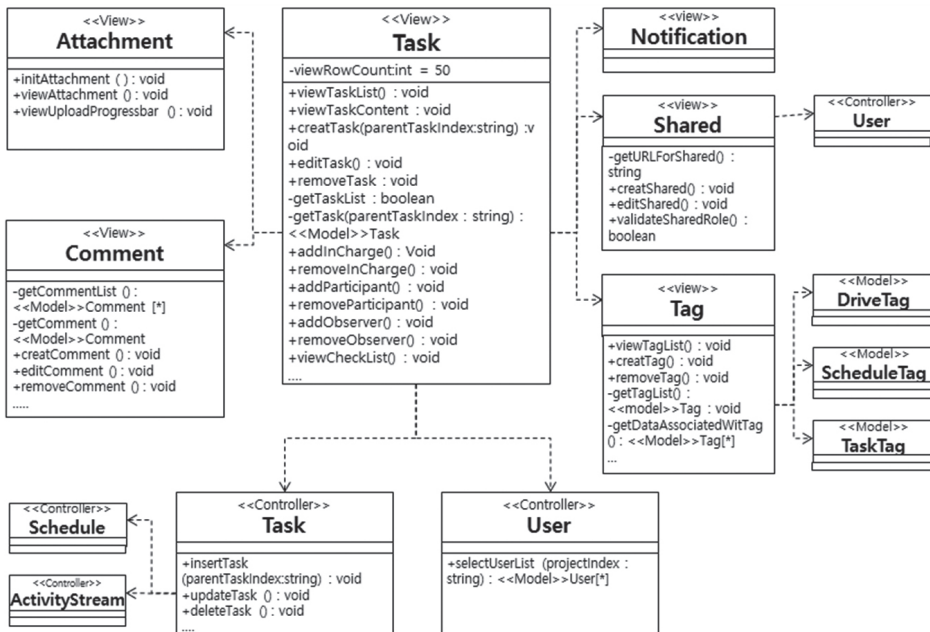 <<View>>
Attachment
+initAttachment ( ) : void
+viewAttachment () : void
+viewUploadProgressbar () : void
<<View>>
Comment
-getCommentList () :
<<Model>>Comment [*]
-getComment () :
<<Model>>Comment
+creatComment () : void
+editComment () : void
+removeComment () : void
.....
<<View>>
Task
-viewRowCount:int = 50
+viewTaskList() : void
+viewTaskContent : void
+creatTask(parentTaskIndex:string) :v
oid
+editTask() : void
+removeTask : void
-getTaskList : boolean
-getTask(parentTaskIndex : string) :
<<Model>>Task
+addInCharge() : Void
+removeInCharge() : void
+addParticipant() : void
+removeParticipant() : void
+addObserver() : void
+removeObserver() : void
+viewCheckList() : void
....
<<view>>
Notification
<<view>>
Shared
-getURLForShared() :
string
+creatShared() : void
+editShared() : void
+validateSharedRole() :
boolean
<<Controller>>
User
<<view>>
Tag
+viewTagList() : void
+creatTag() : void
+removeTag() : void
-getTagList() :
<<model>>Tag : void
-getDataAssociatedWitTag
() : <<Model>>Tag[*]
...
<<Model>>
DriveTag
<<Model>>
ScheduleTag
<<Model>>
TaskTag
<<Controller>>
Schedule
<<Controller>>
ActivityStream
<<Controller>>
Task
+insertTask
(parentTaskIndex:string) : void
+updateTask () : void
+deleteTask () : void
....
<<Controller>>
User
+selectUserList (projectIndex :
string) : <<Model>>User[*]